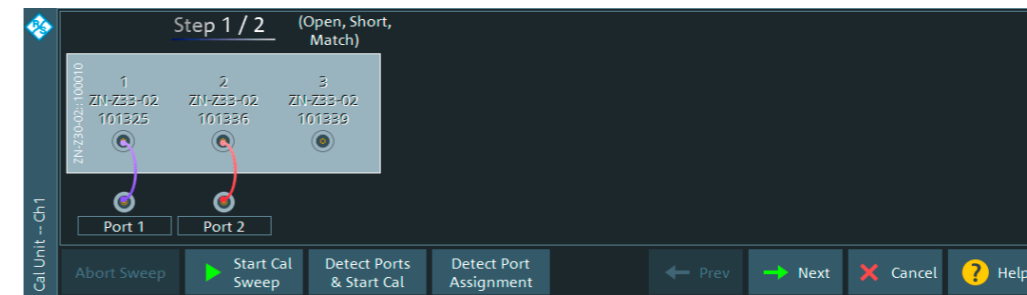 Step 1 / 2
(Open, Short,
Match)
ZN-Z30-02::100010
1
ZN-Z33-02
101325
2
ZN-Z33-02
101336
3
ZN-Z33-02
101339
Port 1
Port 2
Cal Unit -- Ch1
Abort Sweep
Start Cal
Sweep
Detect Ports
& Start Cal
Detect Port
Assignment
Prev
Next
Cancel
? Help